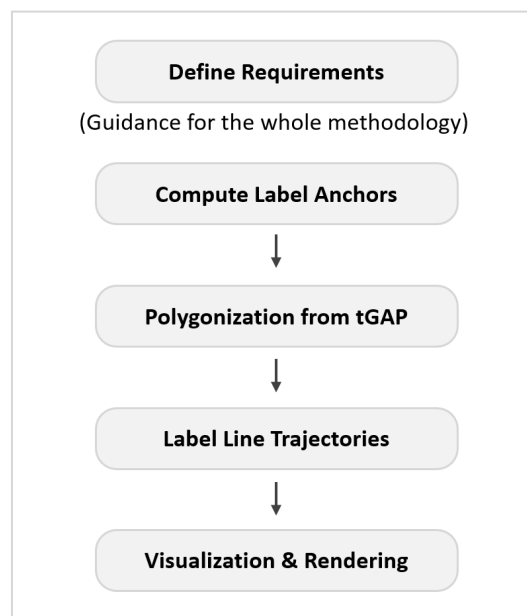 Define Requirements
(Guidance for the whole methodology)
Compute Label Anchors
Polygonization from tGAP
Label Line Trajectories
Visualization & Rendering